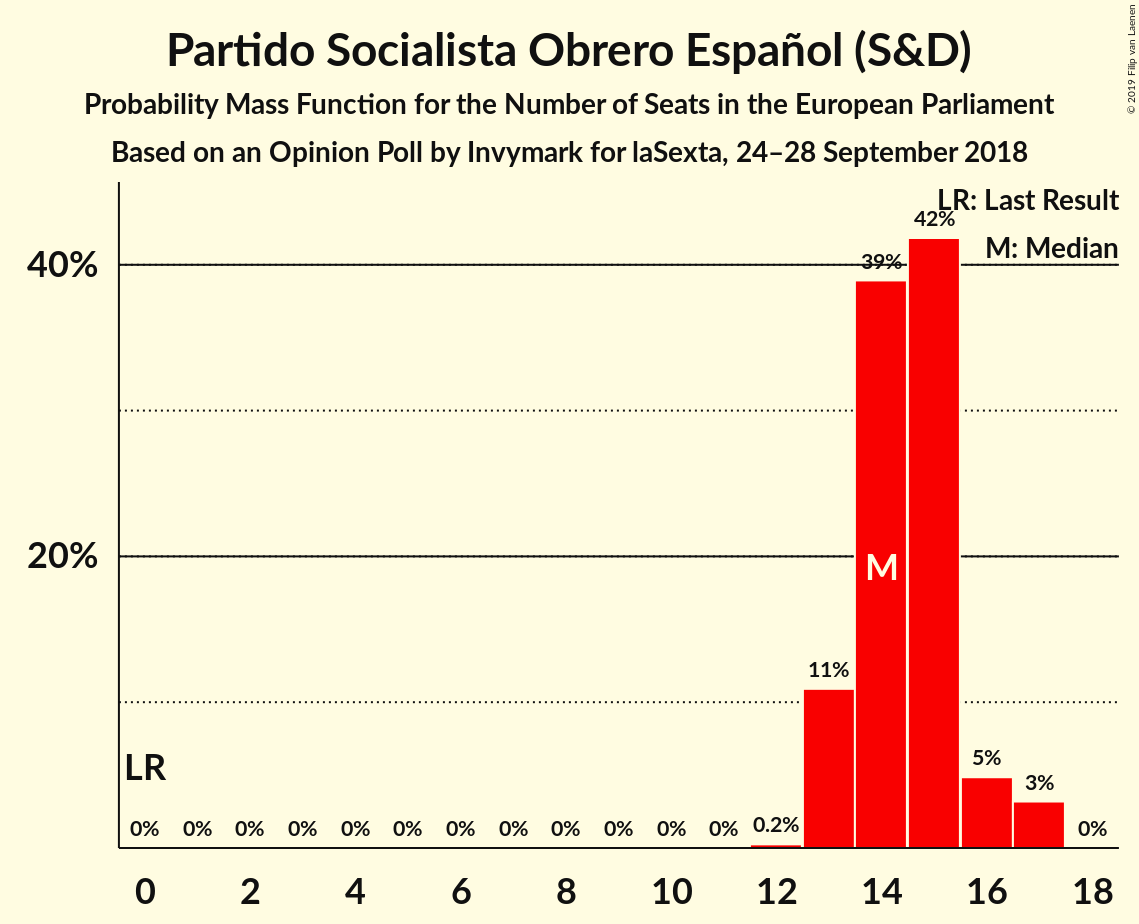 Partido Socialista Obrero Español (S&D)
Probability Mass Function for the Number of Seats in the European Parliament
Based on an Opinion Poll by Invymark for laSexta, 24–28 September 2018
© 2019 Filip van Laenen
LR: Last Result
M: Median
42%
39%
40%
20%
M
11%
LR
5%
3%
0% 0% 0% 0% 0% 0% 0% 0% 0% 0% 0% 0% 0.2% 0%
0 2 4 6 8 10 12 14 16 18